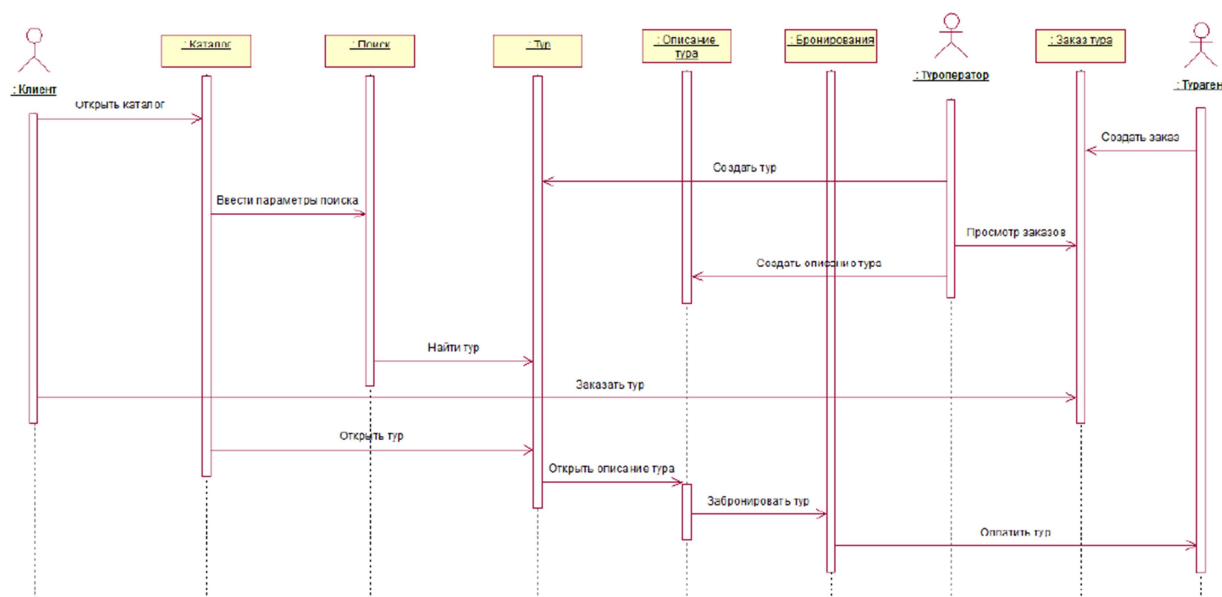 : Каталог
: Поиск
: Тур
: Описание
тура
: Бронирования
: Заказ тура
: Клиент
: Туроператор
: Тураген
Открыть каталог
Создать заказ
Создать тур
Ввести параметры поиска
Просмотр заказов
Создать описание тура
Найти тур
Заказать тур
Открыть тур
Открыть описание тура
Забронировать тур
Оплатить тур